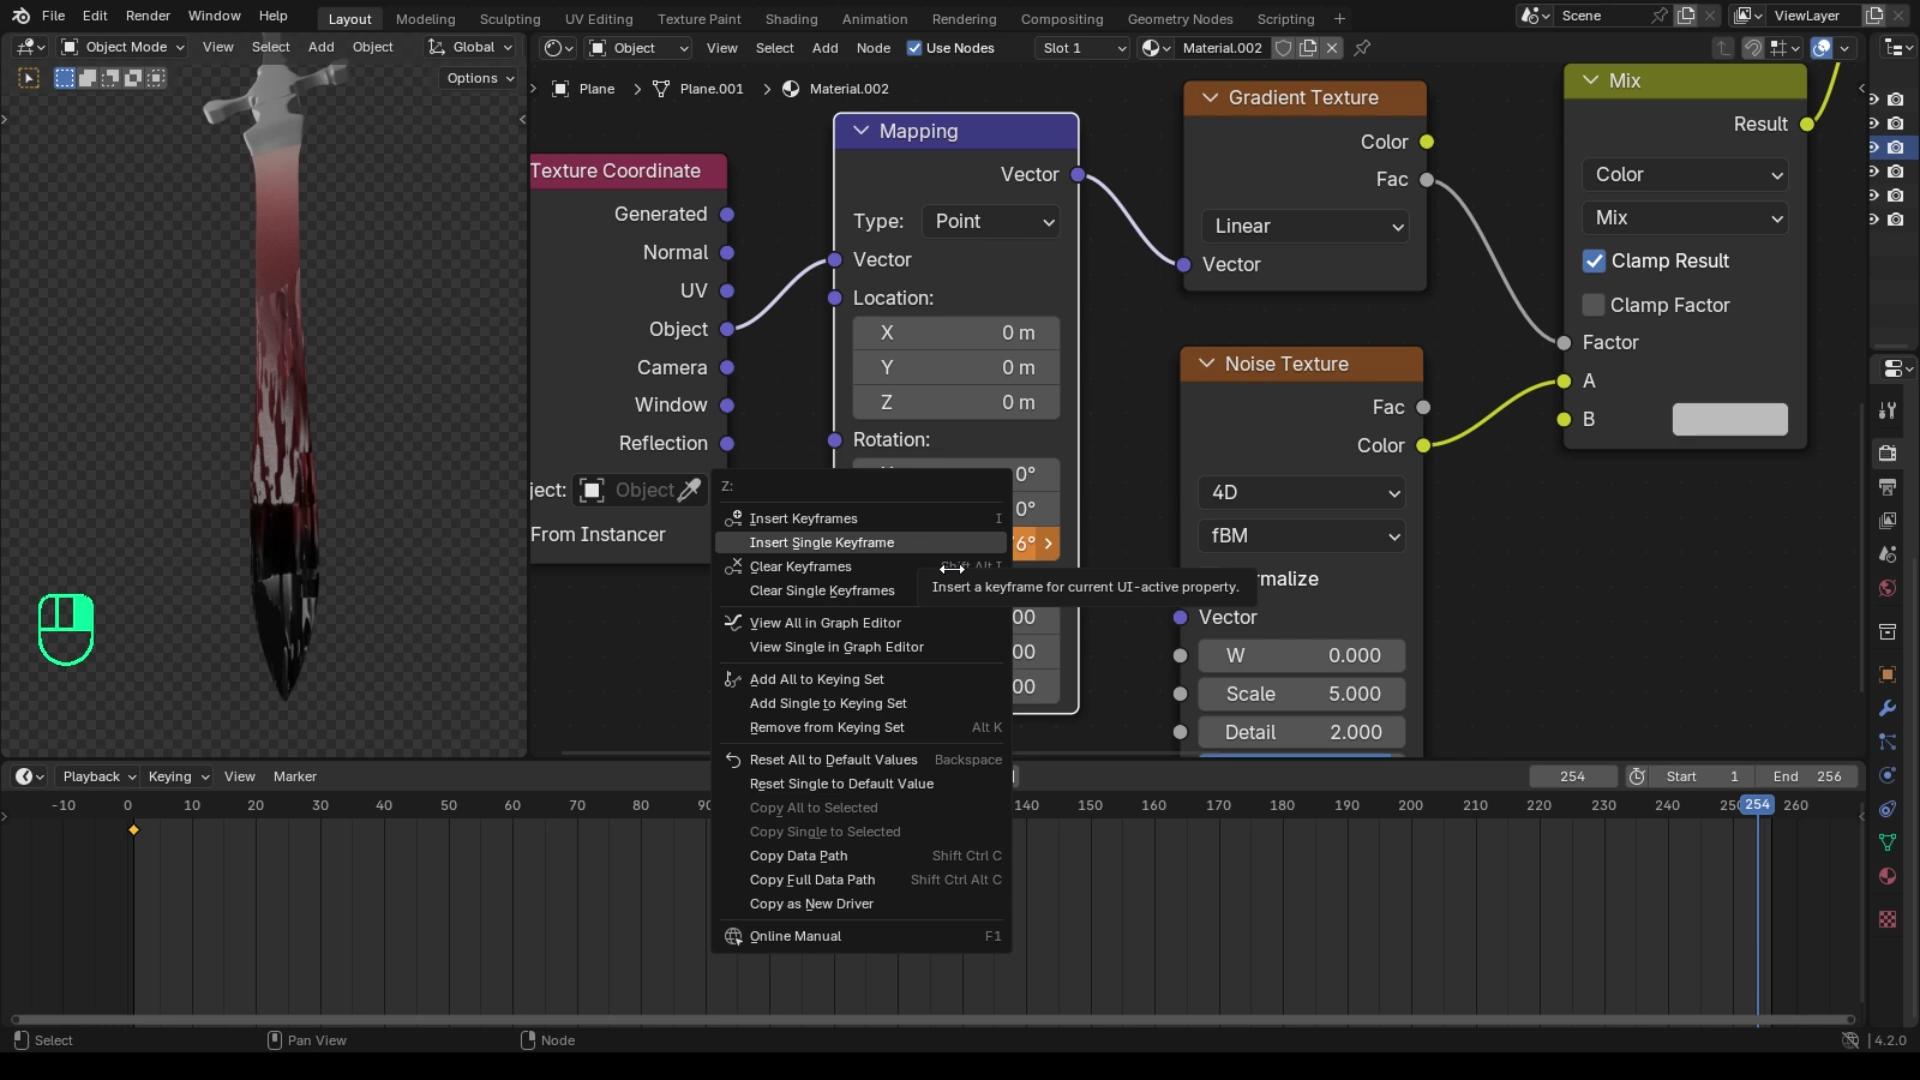 File Edit Render Window Help Layout Modeling Sculpting UV Editing Texture Paint Shading Animation Rendering Compositing Geometry Nodes Scripting + Scene ViewLayer
Object Mode View Select Add Object Global Object View Select Add Node Use Nodes Slot 1 Material.002
Options
Plane > Plane.001 > Material.002
Texture Coordinate
Generated
Normal
UV
Object
Camera
Window
Reflection
ject: Object
From Instancer
Mapping
Vector
Type: Point
Vector
Location:
X 0 m
Y 0 m
Z 0 m
Rotation:
0°
0°
6°
00
00
00
Gradient Texture
Color
Fac
Linear
Vector
Noise Texture
Fac
Color
4D
fBM
rmalize
Vector
W 0.000
Scale 5.000
Detail 2.000
Mix
Result
Color
Mix
Clamp Result
Clamp Factor
Factor
A
B
Z:
Insert Keyframes I
Insert Single Keyframe
Clear Keyframes Shift Alt I
Clear Single Keyframes
Insert a keyframe for current UI-active property.
View All in Graph Editor
View Single in Graph Editor
Add All to Keying Set
Add Single to Keying Set
Remove from Keying Set Alt K
Reset All to Default Values Backspace
Reset Single to Default Value
Copy All to Selected
Copy Single to Selected
Copy Data Path Shift Ctrl C
Copy Full Data Path Shift Ctrl Alt C
Copy as New Driver
Online Manual F1
Playback Keying View Marker 254 Start 1 End 256
-10 0 10 20 30 40 50 60 70 80 90 140 150 160 170 180 190 200 210 220 230 240 254 260
Select Pan View Node 4.2.0